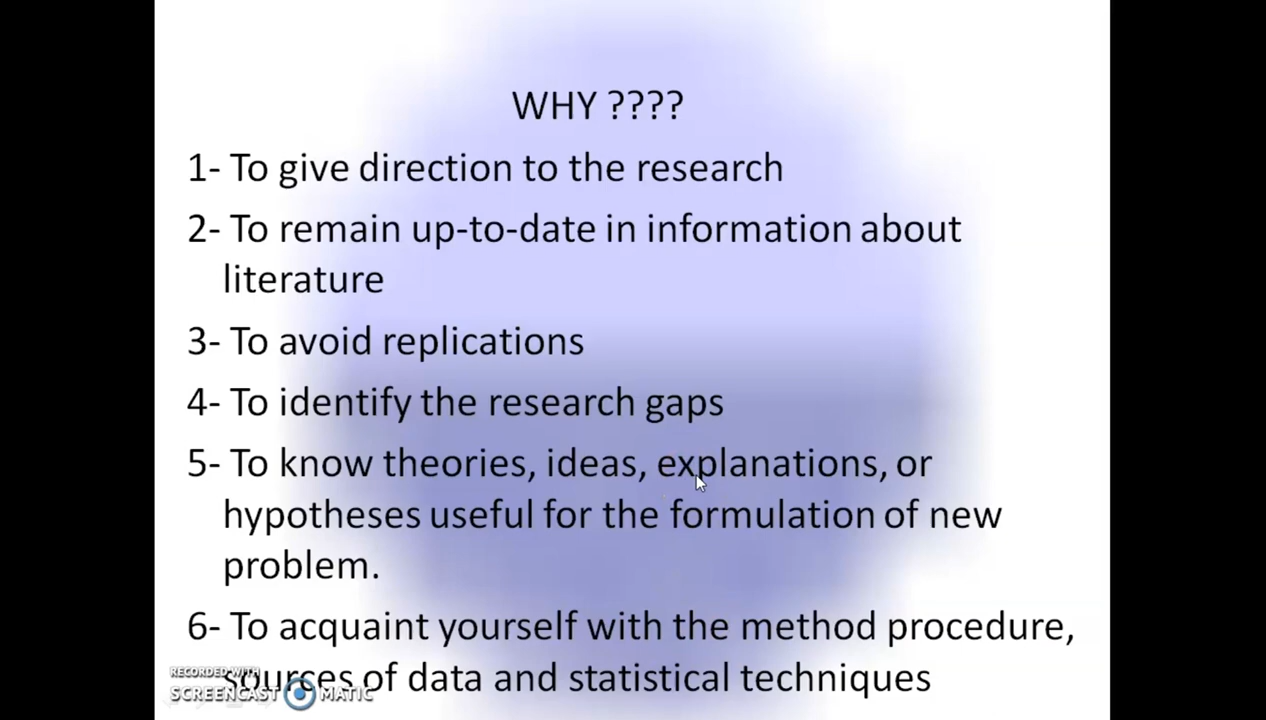 WHY ????
1- To give direction to the research
2- To remain up-to-date in information about
literature
3- To avoid replications
4- To identify the research gaps
5- To know theories, ideas, explanations, or
hypotheses useful for the formulation of new
problem.
6- To acquaint yourself with the method procedure,
sources of data and statistical techniques
RECORDED WITH
SCREENCAST MATIC